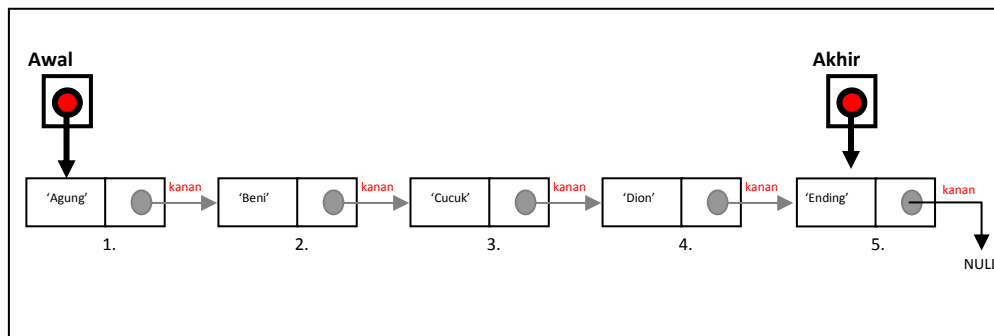 Awal
Akhir
kanan
kanan
kanan
kanan
kanan
‘Agung’
‘Beni’
‘Cucuk’
‘Dion’
‘Ending’
1.
2.
3.
4.
5.
NULL